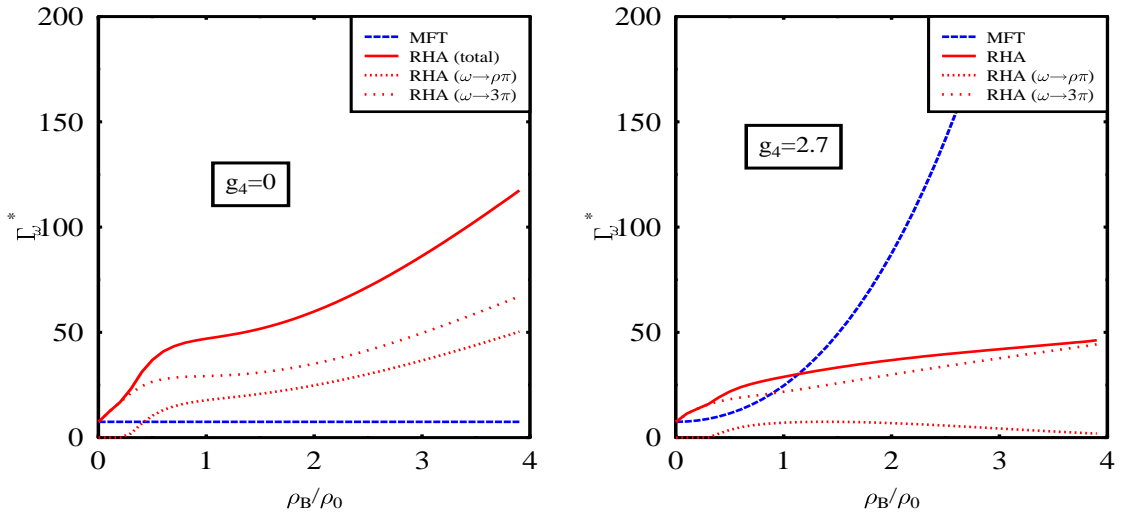 200
150
100
50
0
Γω*
MFT
RHA (total)
RHA (ω→ρπ)
RHA (ω→3π)
g₄=0
0 1 2 3 4
ρB/ρ0
200
150
100
50
0
Γω*
MFT
RHA
RHA (ω→ρπ)
RHA (ω→3π)
g₄=2.7
0 1 2 3 4
ρB/ρ0